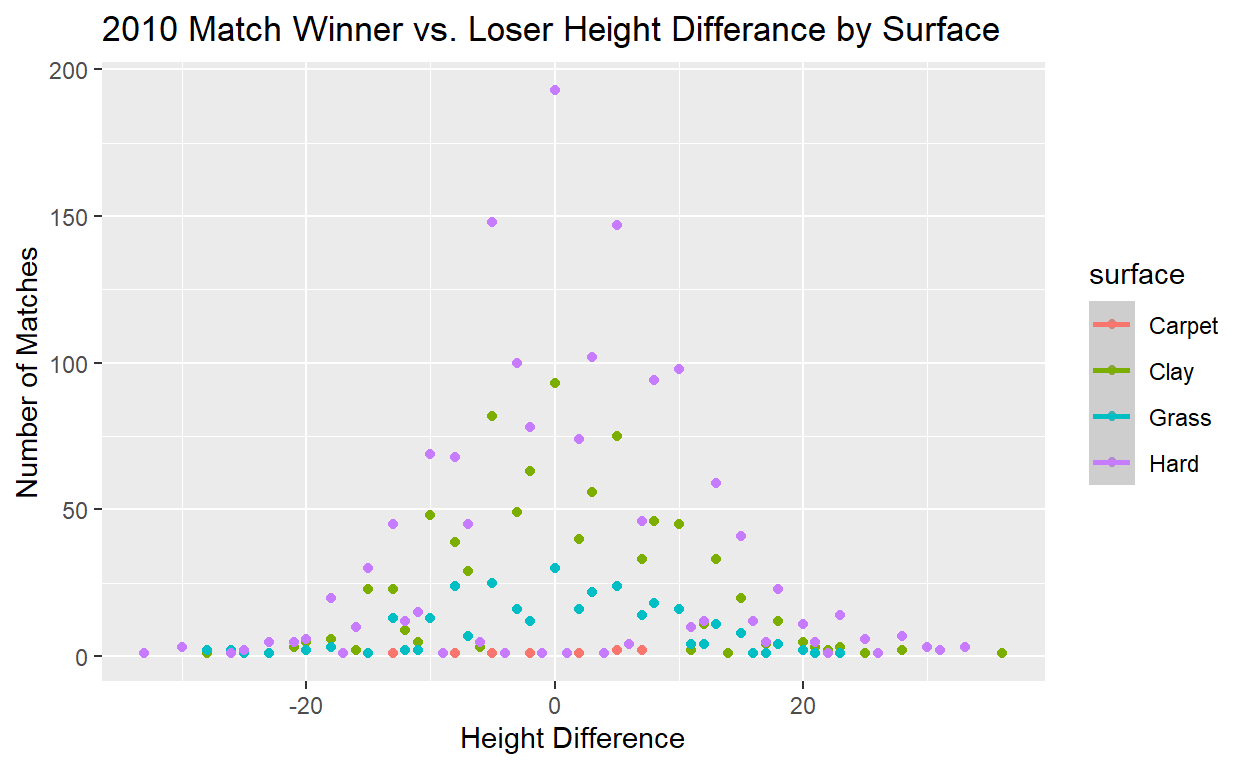 2010 Match Winner vs. Loser Height Differance by Surface
200
150
100
50
0
Number of Matches
-20 0 20
Height Difference
surface
Carpet
Clay
Grass
Hard